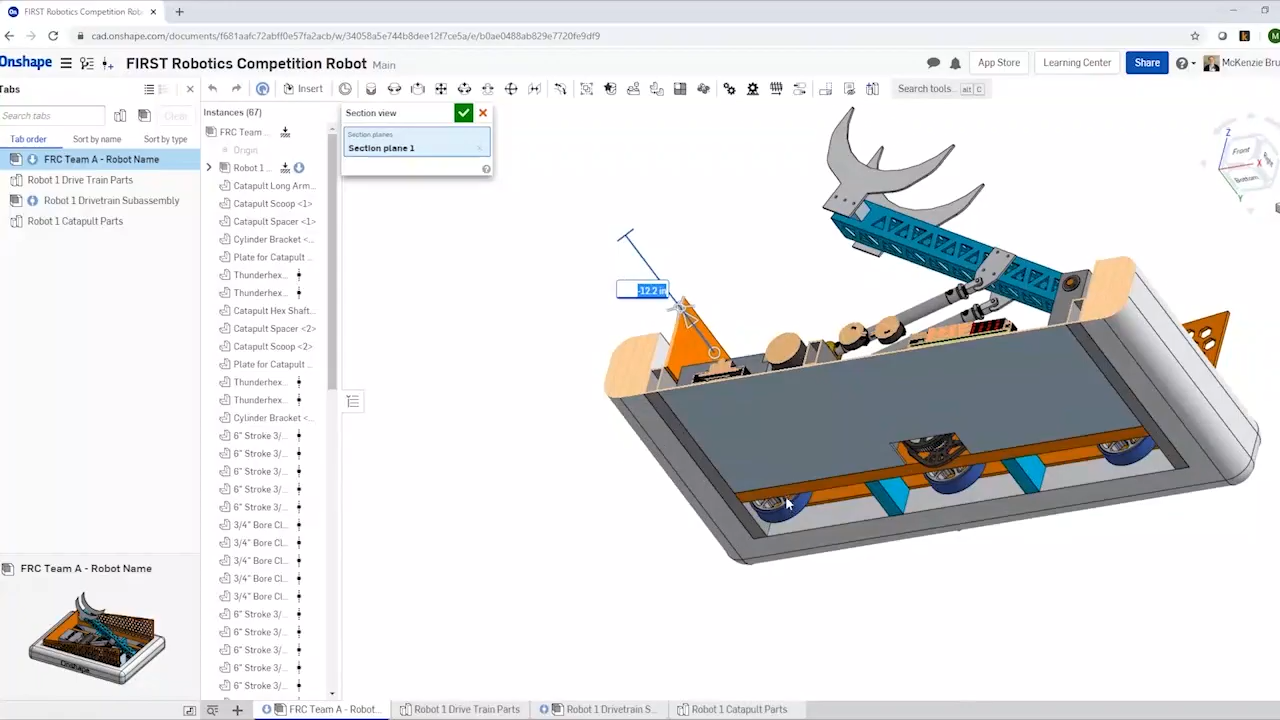 FIRST Robotics Competition Rob
cad.onshape.com/documents/f681aafc72abff0e57fa2acb/w/34058a5e744b8dee12f7ce5a/e/b0ae0488ab829e7720fe9df9
Onshape
FIRST Robotics Competition Robot Main
App Store
Learning Center
Share
McKenzie Bru
Tabs
Insert
Search tools... alt C
Search tabs
Clear
Tab order
Sort by name
Sort by type
FRC Team A - Robot Name
Robot 1 Drive Train Parts
Robot 1 Drivetrain Subassembly
Robot 1 Catapult Parts
Instances (67)
FRC Team ...
Origin
Robot 1 ...
Catapult Long Arm...
Catapult Scoop <1>
Catapult Spacer <1>
Cylinder Bracket <...
Plate for Catapult ...
Thunderhex...
Thunderhex...
Catapult Hex Shaft...
Catapult Spacer <2>
Catapult Scoop <2>
Plate for Catapult ...
Thunderhex...
Thunderhex...
Cylinder Bracket <...
6" Stroke 3/...
6" Stroke 3/...
6" Stroke 3/...
6" Stroke 3/...
6" Stroke 3/...
3/4" Bore Cl...
3/4" Bore Cl...
3/4" Bore Cl...
3/4" Bore Cl...
3/4" Bore Cl...
6" Stroke 3/...
6" Stroke 3/...
6" Stroke 3/...
6" Stroke 3/...
6" Stroke 3/...
Section view
Section planes
Section plane 1
-12.2 in
Z
Front
X
Bottom
Y
FRC Team A - Robot Name
Onshape
FRC Team A - Robot...
Robot 1 Drive Train Parts
Robot 1 Drivetrain S...
Robot 1 Catapult Parts